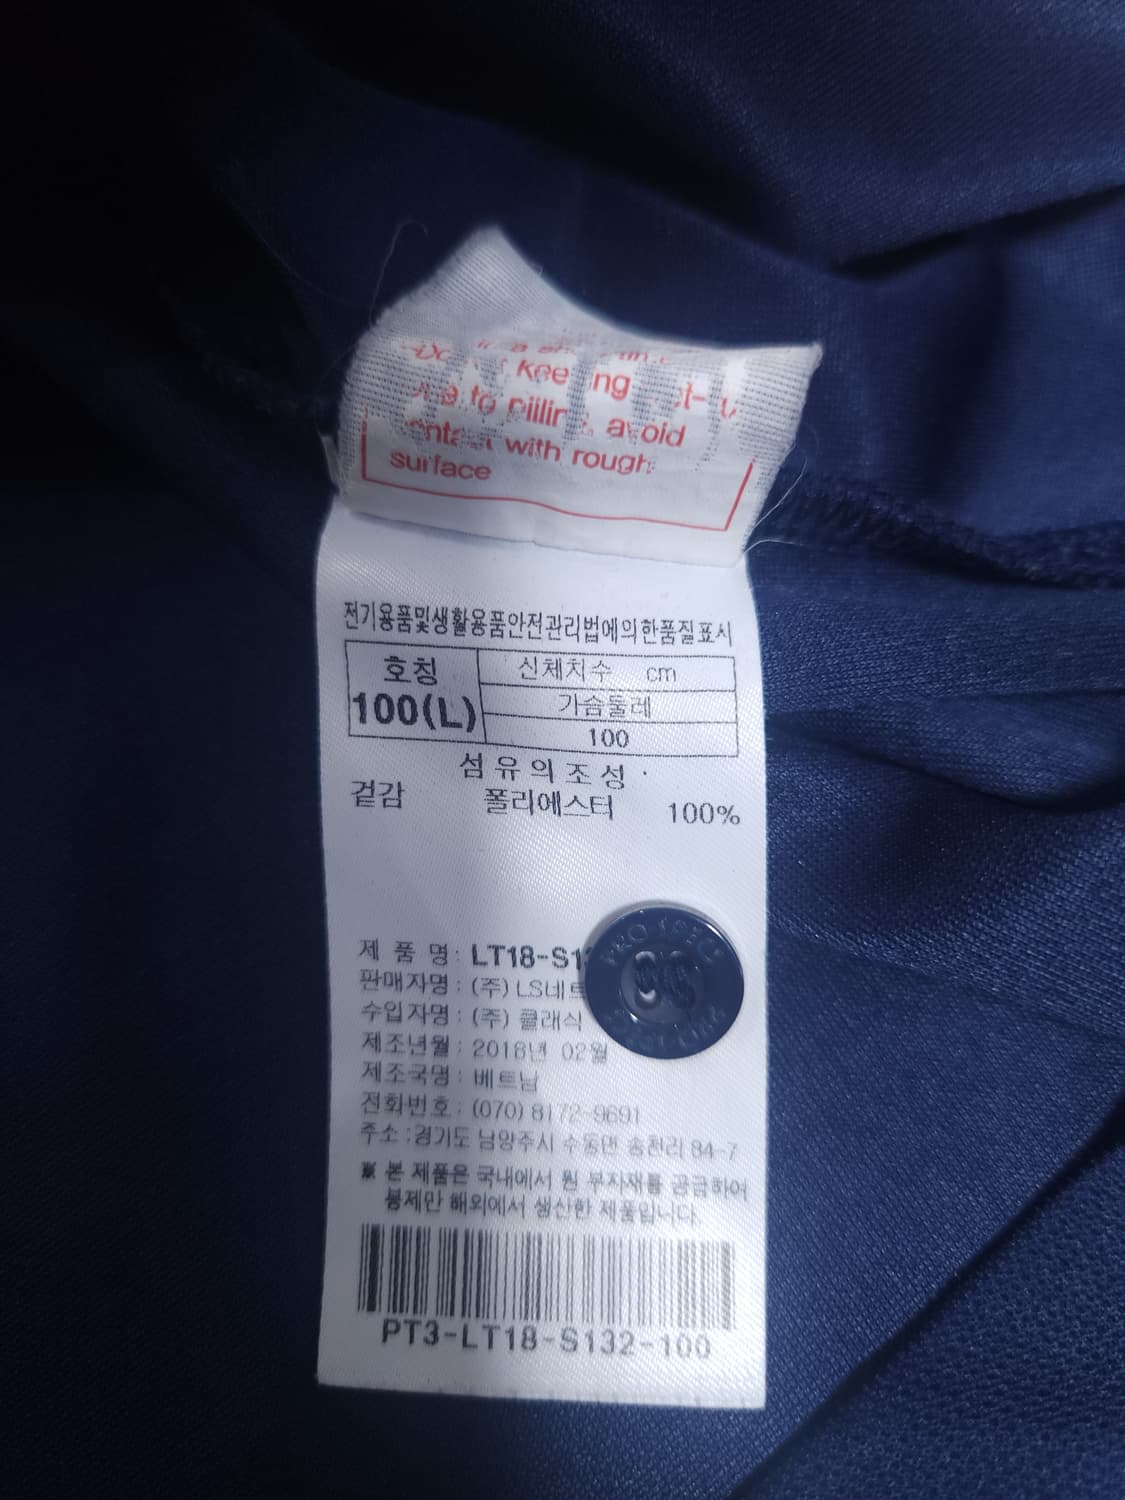 keeping
to piiling, avoid
contact with rough
surface
전기용품및생활용품안전관리법에의한품질표시
호칭 신체치수 cm
100(L) 가슴둘레
100
섬유의조성
겉감 폴리에스터 100%
제 품 명 : LT18-S13
판매자명 : (주) LS네트
수입자명 : (주) 클래식
제조년월 : 2018년 02월
제조국명 : 베트남
전화번호 : (070) 8172-9691
주소 : 경기도 남양주시 수동면 송천리 84-7
※ 본 제품은 국내에서 원 부자재를 공급하여
봉제만 해외에서 생산한 제품입니다.
PT3-LT18-S132-100
PRO SPECS